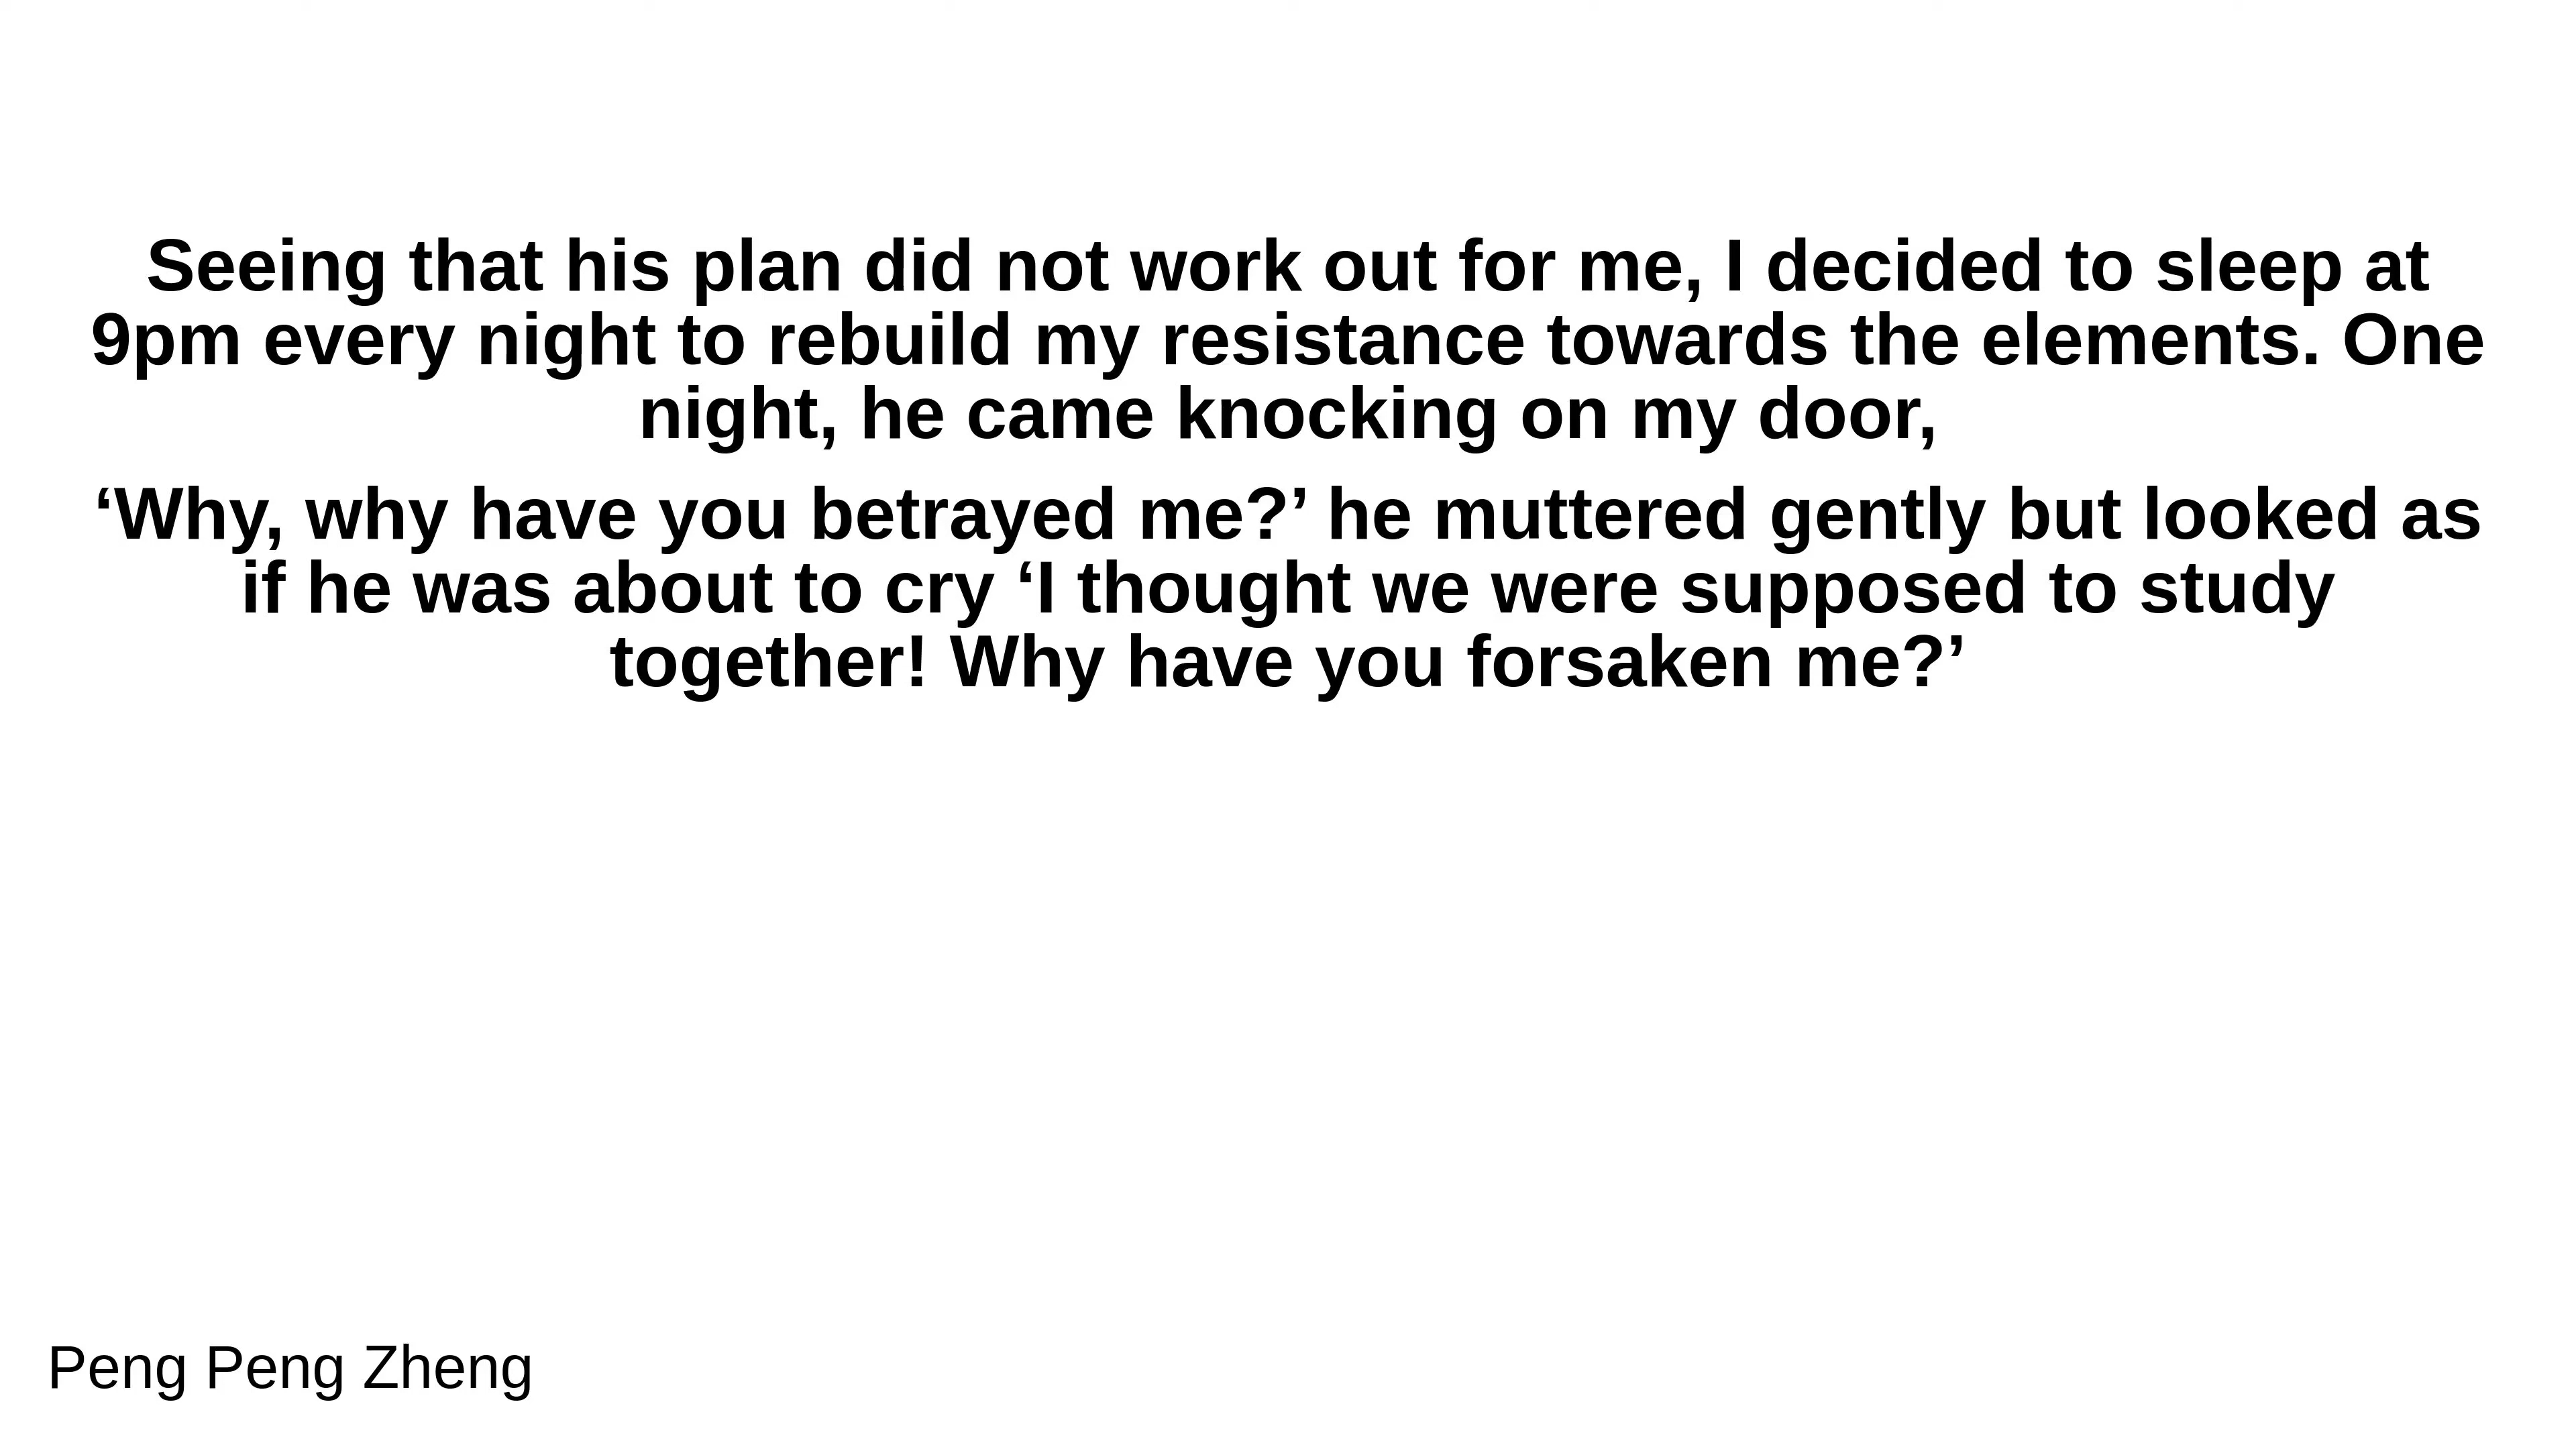 Seeing that his plan did not work out for me, I decided to sleep at
9pm every night to rebuild my resistance towards the elements. One
night, he came knocking on my door,
‘Why, why have you betrayed me?’ he muttered gently but looked as
if he was about to cry ‘I thought we were supposed to study
together! Why have you forsaken me?’
Peng Peng Zheng